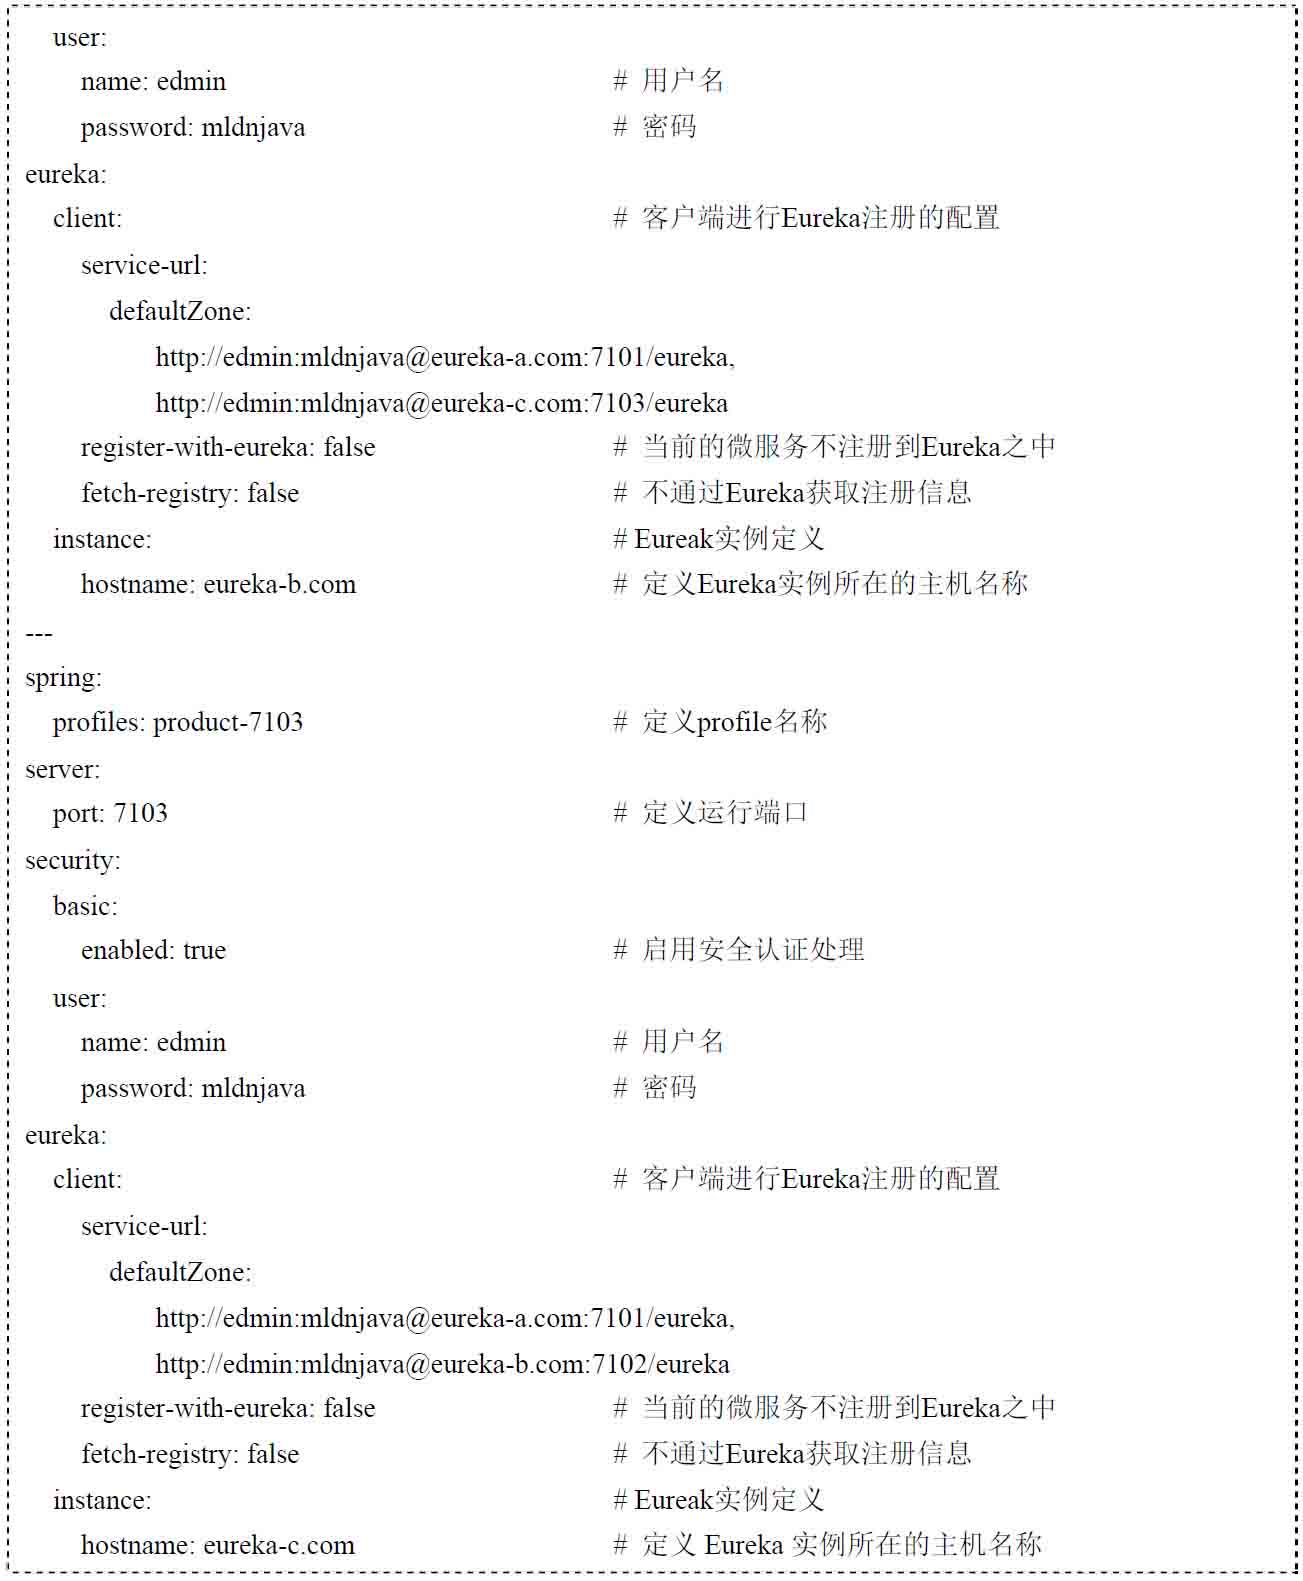 user:
name: edmin # 用户名
password: mldnjava # 密码
eureka:
client: # 客户端进行Eureka注册的配置
service-url:
defaultZone:
http://edmin:mldnjava@eureka-a.com:7101/eureka,
http://edmin:mldnjava@eureka-c.com:7103/eureka
register-with-eureka: false # 当前的微服务不注册到Eureka之中
fetch-registry: false # 不通过Eureka获取注册信息
instance: # Eureak实例定义
hostname: eureka-b.com # 定义Eureka实例所在的主机名称
---
spring:
profiles: product-7103 # 定义profile名称
server:
port: 7103 # 定义运行端口
security:
basic:
enabled: true # 启用安全认证处理
user:
name: edmin # 用户名
password: mldnjava # 密码
eureka:
client: # 客户端进行Eureka注册的配置
service-url:
defaultZone:
http://edmin:mldnjava@eureka-a.com:7101/eureka,
http://edmin:mldnjava@eureka-b.com:7102/eureka
register-with-eureka: false # 当前的微服务不注册到Eureka之中
fetch-registry: false # 不通过Eureka获取注册信息
instance: # Eureak实例定义
hostname: eureka-c.com # 定义 Eureka 实例所在的主机名称